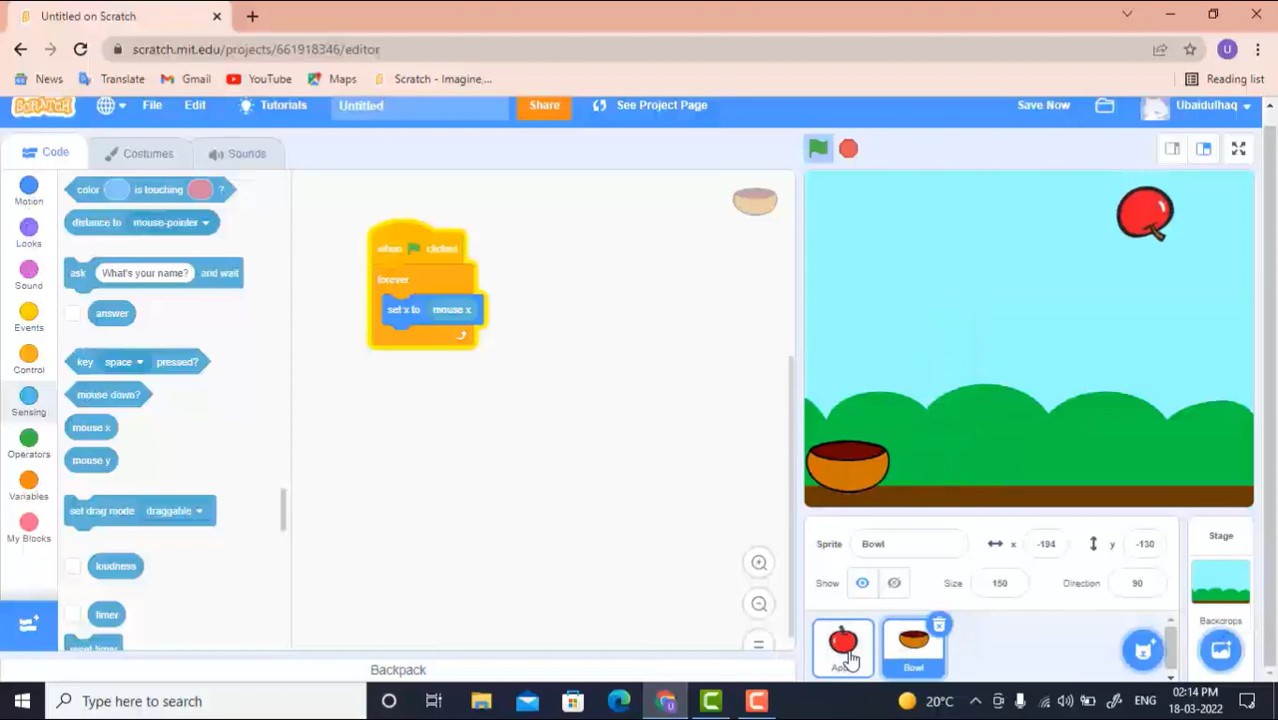 Untitled on Scratch
scratch.mit.edu/projects/661918346/editor
U
News Translate Gmail YouTube Maps Scratch - Imagine,... Reading list
SCRATCH File Edit Tutorials Untitled Share See Project Page Save Now Ubaidulhaq
Code Costumes Sounds
Motion
Looks
Sound
Events
Control
Sensing
Operators
Variables
My Blocks
color is touching ?
distance to mouse-pointer
ask What's your name? and wait
answer
key space pressed?
mouse down?
mouse x
mouse y
set drag mode draggable
loudness
timer
reset timer
when clicked
forever
set x to mouse x
Sprite Bowl x -194 y -130
Show Size 150 Direction 90
Bowl
Stage
Backdrops
Backpack
Type here to search
20°C
ENG
02:14 PM
18-03-2022